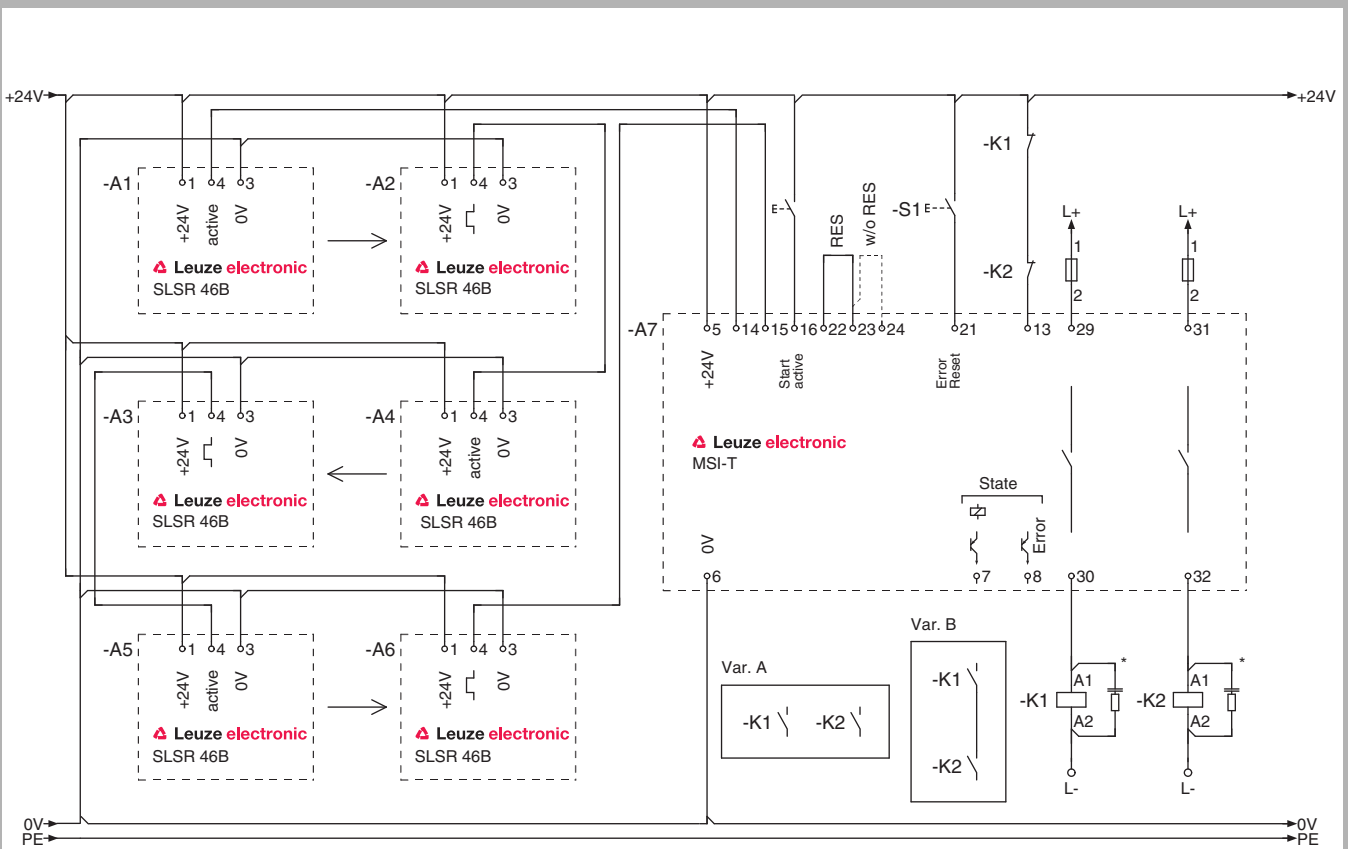 +24V +24V
-A1 1 4 3 -A2 1 4 3
+24V active 0V +24V 0V
Leuze electronic Leuze electronic
SLSR 46B SLSR 46B
-A3 1 4 3 -A4 1 4 3
+24V 0V +24V active 0V
Leuze electronic Leuze electronic
SLSR 46B SLSR 46B
-A5 1 4 3 -A6 1 4 3
+24V active 0V +24V 0V
Leuze electronic Leuze electronic
SLSR 46B SLSR 46B
-K1
E -S1 E
RES w/o RES
-K2
L+ L+
1 1
2 2
-A7 5 14 15 16 22 23 24 21 13 29 31
+24V
Start
active
Error
Reset
Leuze electronic
MSI-T
State
Error
0V
6 7 8 30 32
Var. A
-K1 -K2
Var. B
-K1
-K2
* *
-K1 A1 -K2 A1
A2 A2
L- L-
0V 0V
PE PE